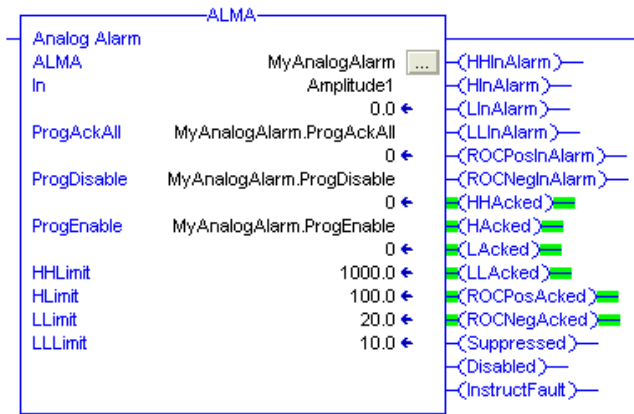 ALMA
Analog Alarm
ALMA MyAnalogAlarm ... (HHInAlarm)
In Amplitude1 (HInAlarm)
0.0 (LInAlarm)
ProgAckAll MyAnalogAlarm.ProgAckAll (LLInAlarm)
0 (ROCPosInAlarm)
ProgDisable MyAnalogAlarm.ProgDisable (ROCNegInAlarm)
0 (HHAcked)
ProgEnable MyAnalogAlarm.ProgEnable (HAcked)
0 (LAcked)
HHLimit 1000.0 (LLAcked)
HLimit 100.0 (ROCPosAcked)
LLimit 20.0 (ROCNegAcked)
LLLimit 10.0 (Suppressed)
(Disabled)
(InstructFault)